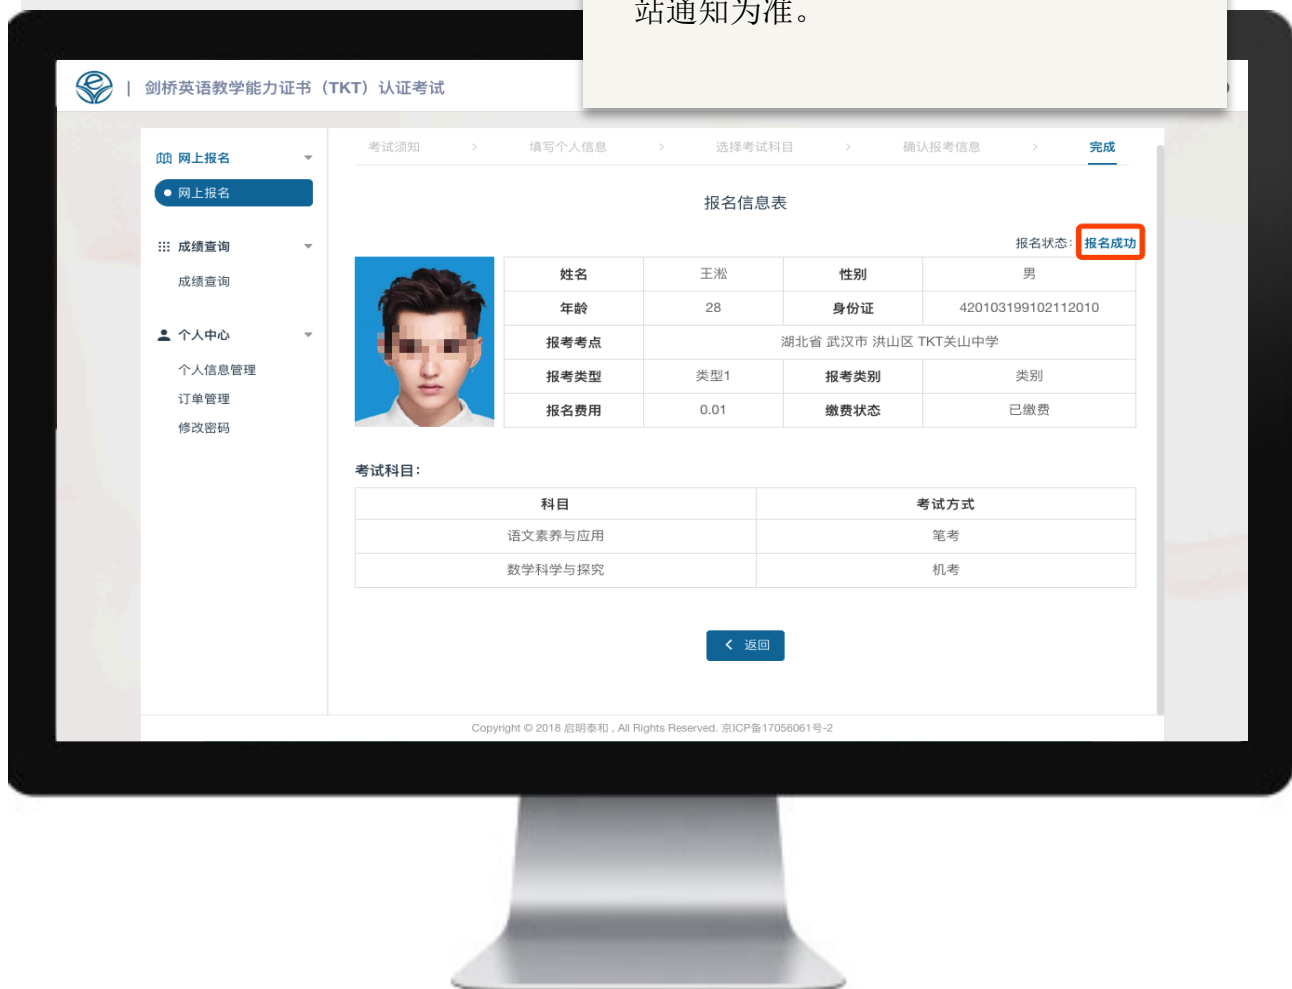 站通知为准。
| 剑桥英语教学能力证书（TKT）认证考试
网上报名
网上报名
成绩查询
成绩查询
个人中心
个人信息管理
订单管理
修改密码
考试须知 > 填写个人信息 > 选择考试科目 > 确认报考信息 > 完成
报名信息表
报名状态：报名成功
姓名 王淞 性别 男
年龄 28 身份证 420103199102112010
报考考点 湖北省 武汉市 洪山区 TKT关山中学
报考类型 类型1 报考类别 类别
报名费用 0.01 缴费状态 已缴费
考试科目：
科目 考试方式
语文素养与应用 笔考
数学科学与探究 机考
返回
Copyright © 2018 启明泰和 , All Rights Reserved. 京ICP备17056061号-2